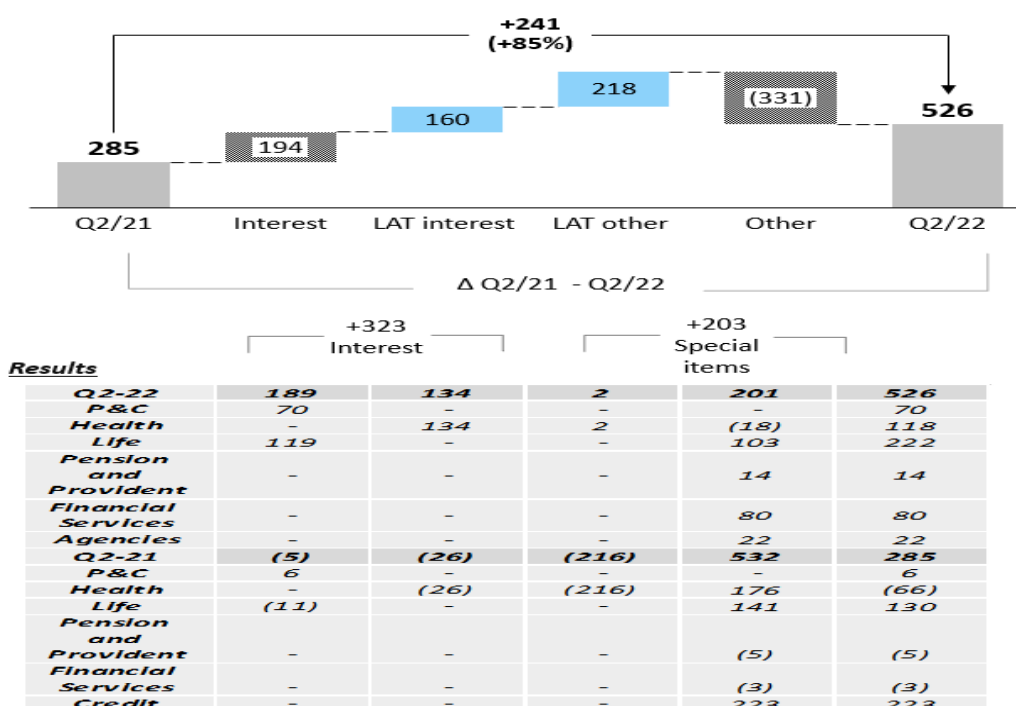 +241
(+85%)
285
194
160
218
(331)
526
Q2/21 Interest LAT interest LAT other Other Q2/22
Δ Q2/21 - Q2/22
+323
Interest
+203
Special
items
Results
Q2-22 189 134 2 201 526
P&C 70 - - - 70
Health - 134 2 (18) 118
Life 119 - - 103 222
Pension
and
Provident - - - 14 14
Financial
Services - - - 80 80
Agencies - - - 22 22
Q2-21 (5) (26) (216) 532 285
P&C 6 - - - 6
Health - (26) (216) 176 (66)
Life (11) - - 141 130
Pension
and
Provident - - - (5) (5)
Financial
Services - - - (3) (3)
Credit - - - 223 223